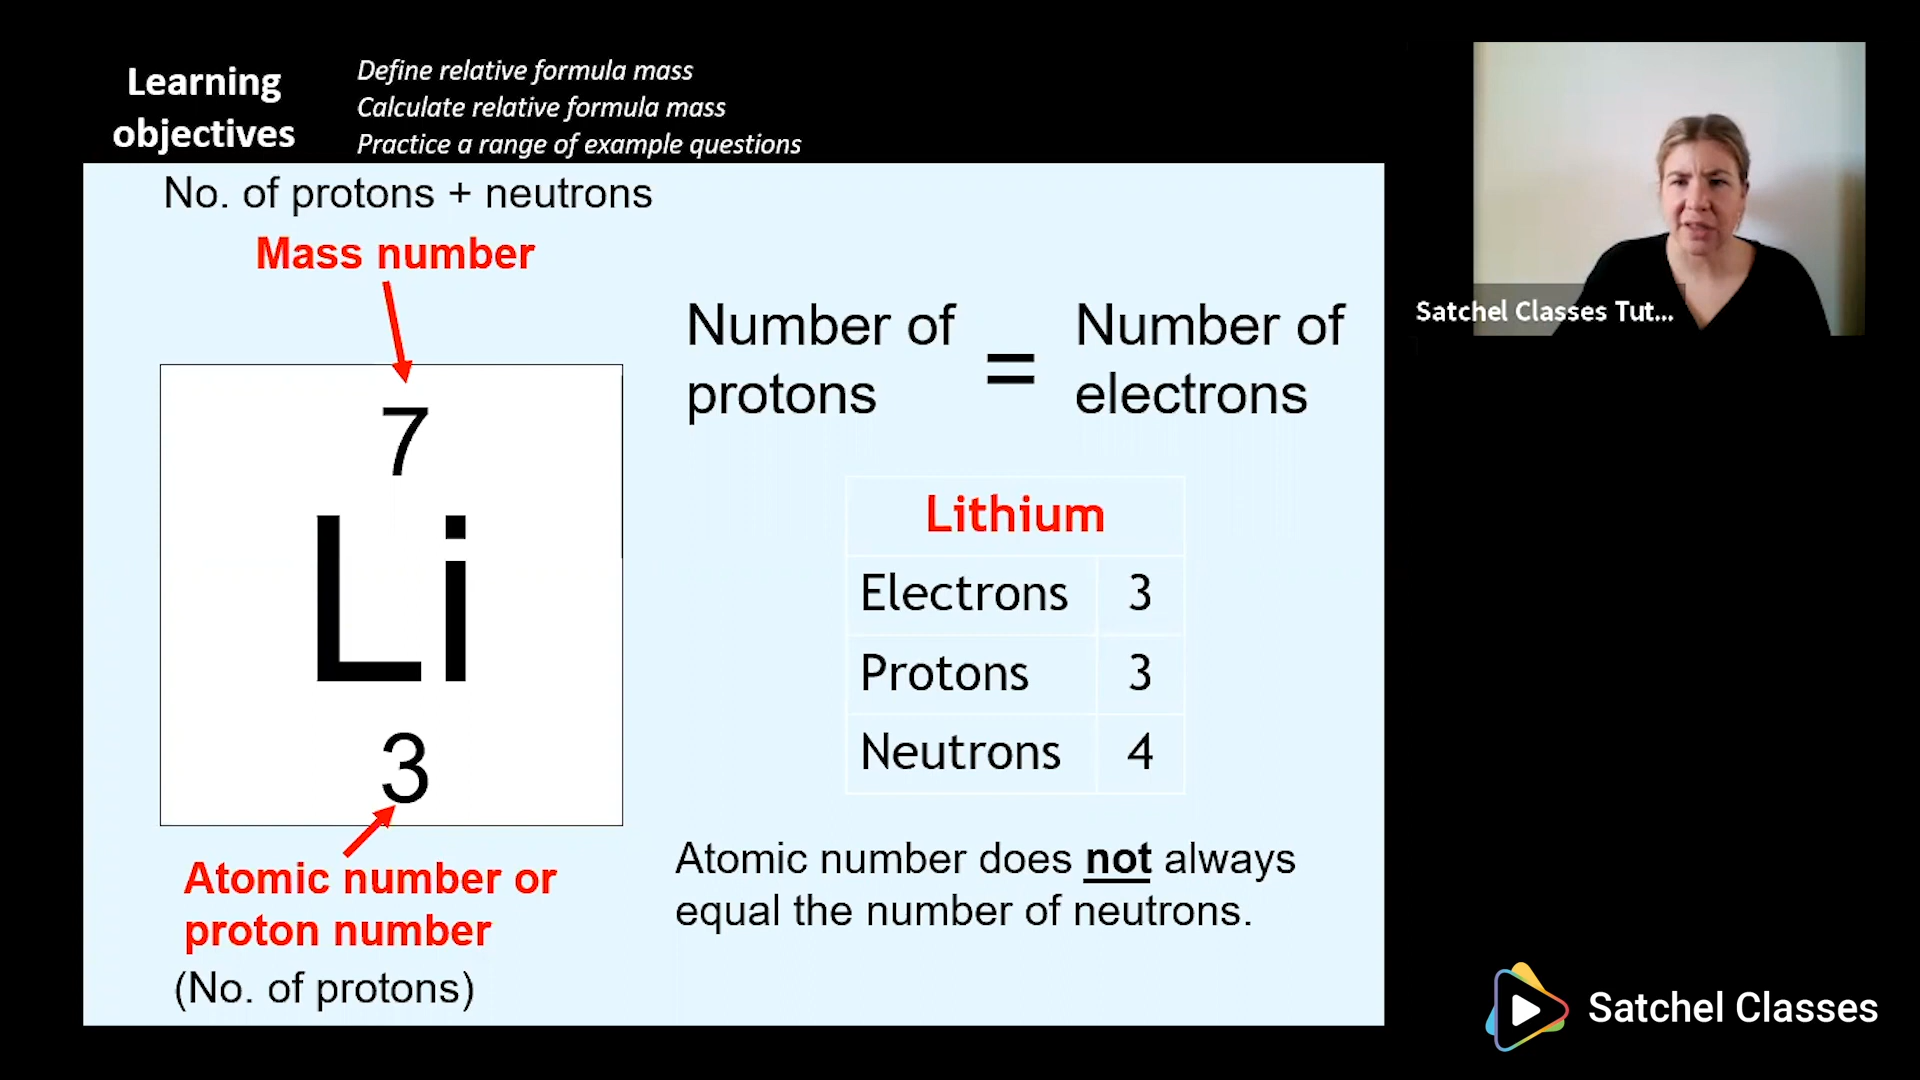 Learning
objectives
Define relative formula mass
Calculate relative formula mass
Practice a range of example questions
No. of protons + neutrons
Mass number
7
Li
3
Atomic number or
proton number
(No. of protons)
Number of
protons
=
Number of
electrons
Lithium
Electrons 3
Protons 3
Neutrons 4
Atomic number does not always
equal the number of neutrons.
Satchel Classes Tut...
Satchel Classes